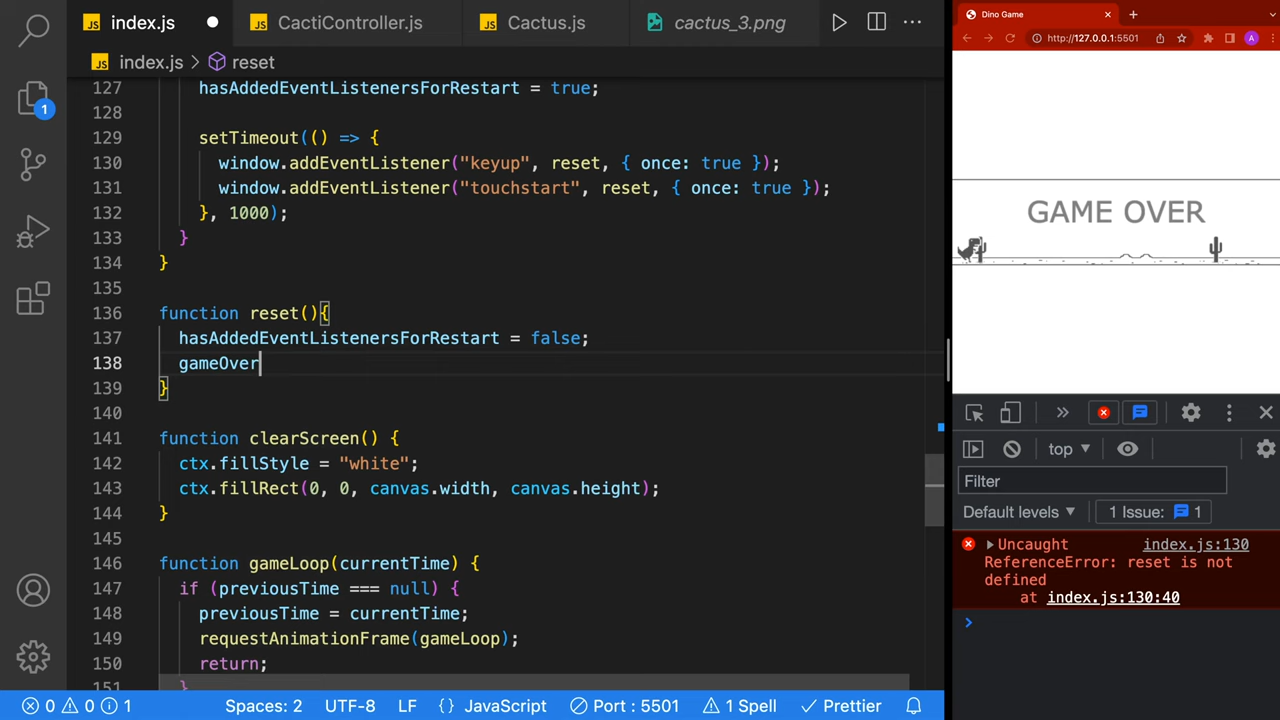 index.js
CactiController.js
Cactus.js
cactus_3.png
index.js > reset
127 hasAddedEventListenersForRestart = true;
128
129 setTimeout(() => {
130 window.addEventListener("keyup", reset, { once: true });
131 window.addEventListener("touchstart", reset, { once: true });
132 }, 1000);
133 }
134 }
135
136 function reset(){
137 hasAddedEventListenersForRestart = false;
138 gameOver
139 }
140
141 function clearScreen() {
142 ctx.fillStyle = "white";
143 ctx.fillRect(0, 0, canvas.width, canvas.height);
144 }
145
146 function gameLoop(currentTime) {
147 if (previousTime === null) {
148 previousTime = currentTime;
149 requestAnimationFrame(gameLoop);
150 return;
151 }
1
0 0 1
Spaces: 2
UTF-8
LF
{} JavaScript
Port : 5501
1 Spell
Prettier
Dino Game
http://127.0.0.1:5501
A
GAME OVER
top
Filter
Default levels
1 Issue: 1
Uncaught index.js:130
ReferenceError: reset is not
defined
at index.js:130:40